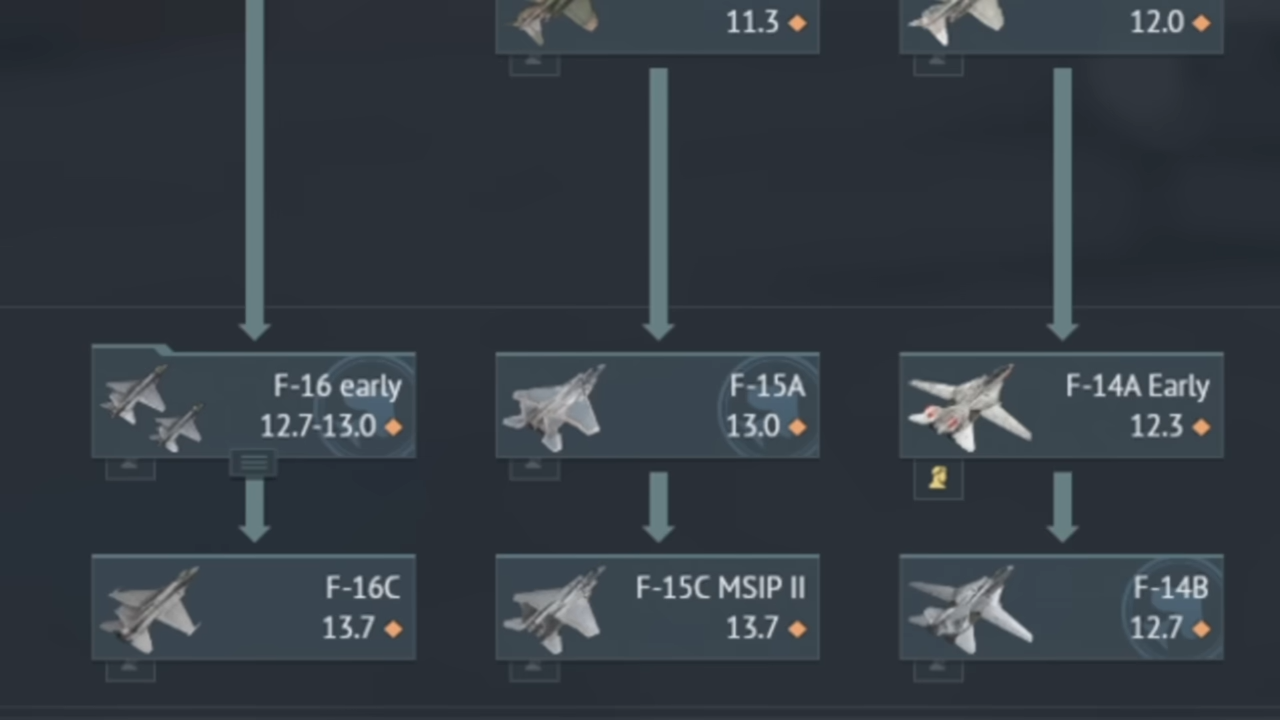 11.3
12.0
F-16 early
12.7-13.0
F-15A
13.0
F-14A Early
12.3
F-16C
13.7
F-15C MSIP II
13.7
F-14B
12.7